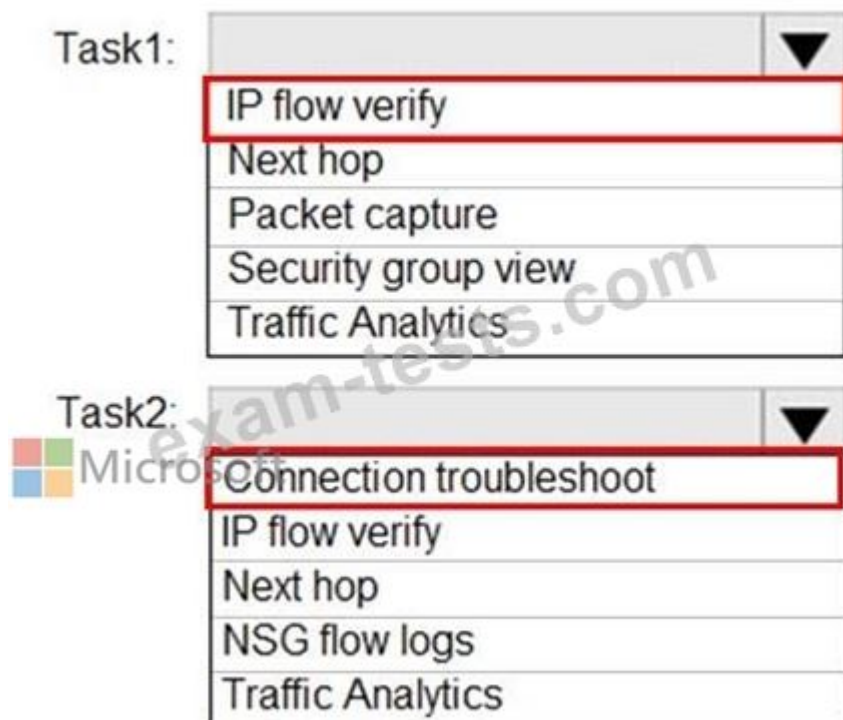 Task1:
IP flow verify
Next hop
Packet capture
Security group view
Traffic Analytics
exam-tests.com
Task2:
Microsoft
Connection troubleshoot
IP flow verify
Next hop
NSG flow logs
Traffic Analytics